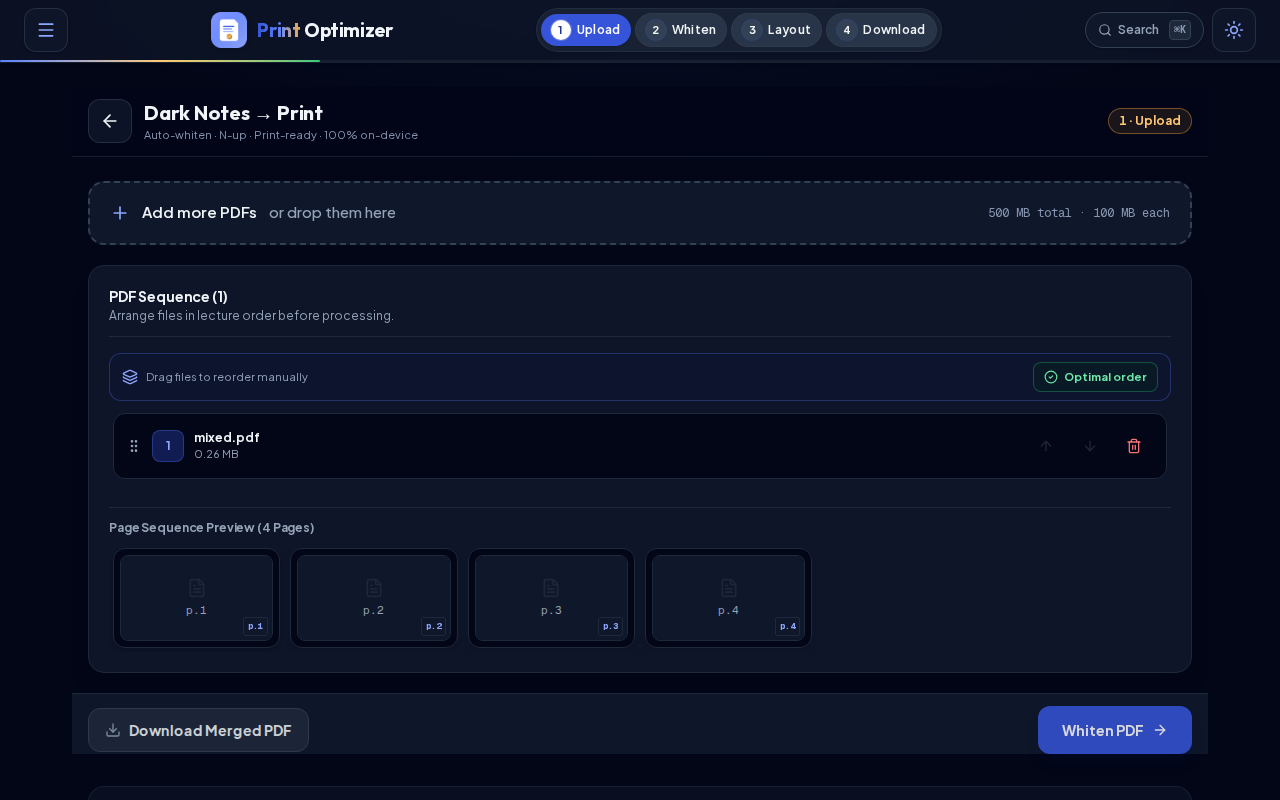 Print Optimizer
1 Upload
2 Whiten
3 Layout
4 Download
Search ⌘K
Dark Notes → Print
Auto-whiten · N-up · Print-ready · 100% on-device
1 · Upload
Add more PDFs or drop them here
500 MB total · 100 MB each
PDF Sequence (1)
Arrange files in lecture order before processing.
Drag files to reorder manually
Optimal order
1
mixed.pdf
0.26 MB
Page Sequence Preview (4 Pages)
p.1
p.1
p.2
p.2
p.3
p.3
p.4
p.4
Download Merged PDF
Whiten PDF →